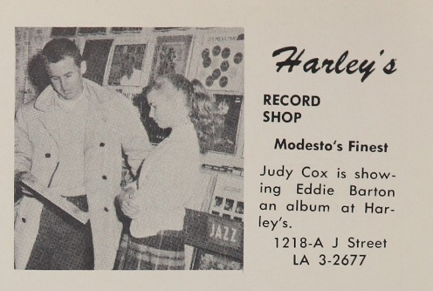 Harley's
RECORD
SHOP
Modesto's Finest
Judy Cox is show-
ing Eddie Barton
an album at Har-
ley's.
1218-A J Street
LA 3-2677
JAZZ